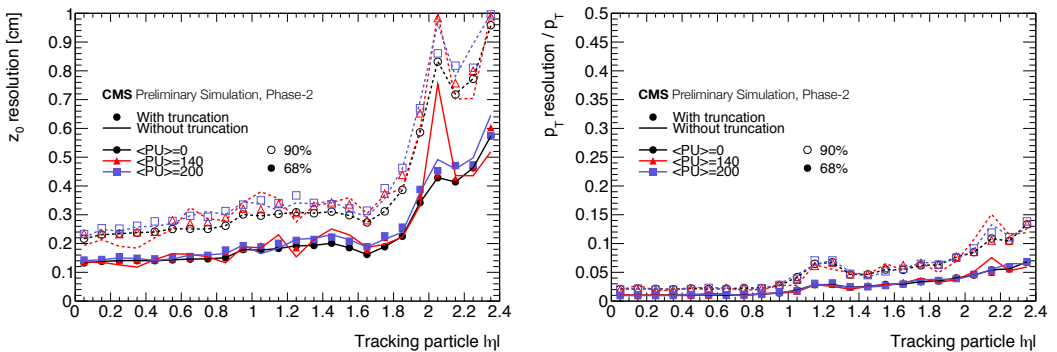 z0 resolution [cm]
1
0.9
0.8
0.7
0.6
0.5
0.4
0.3
0.2
0.1
0
CMS Preliminary Simulation, Phase-2
With truncation
Without truncation
<PU>=0
<PU>=140
<PU>=200
90%
68%
0 0.2 0.4 0.6 0.8 1 1.2 1.4 1.6 1.8 2 2.2 2.4
Tracking particle |η|
pT resolution / pT
0.5
0.45
0.4
0.35
0.3
0.25
0.2
0.15
0.1
0.05
0
CMS Preliminary Simulation, Phase-2
With truncation
Without truncation
<PU>=0
<PU>=140
<PU>=200
90%
68%
0 0.2 0.4 0.6 0.8 1 1.2 1.4 1.6 1.8 2 2.2 2.4
Tracking particle |η|